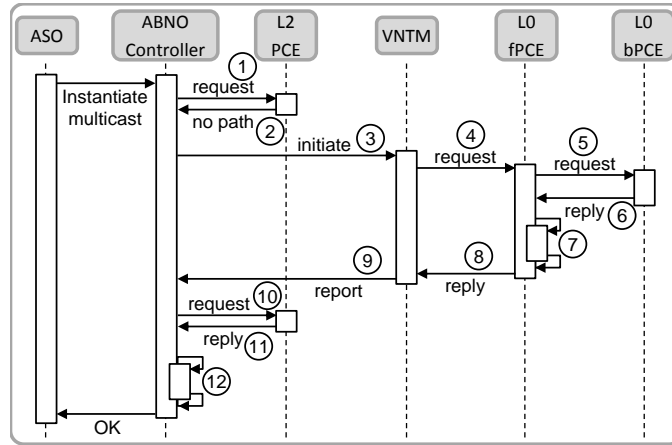 ASO
ABNO
Controller
L2
PCE
VNTM
L0
fPCE
L0
bPCE
Instantiate
multicast
1
request
no path
2
initiate
3
4
request
5
request
reply
6
7
8
reply
9
report
request
10
reply
11
12
OK